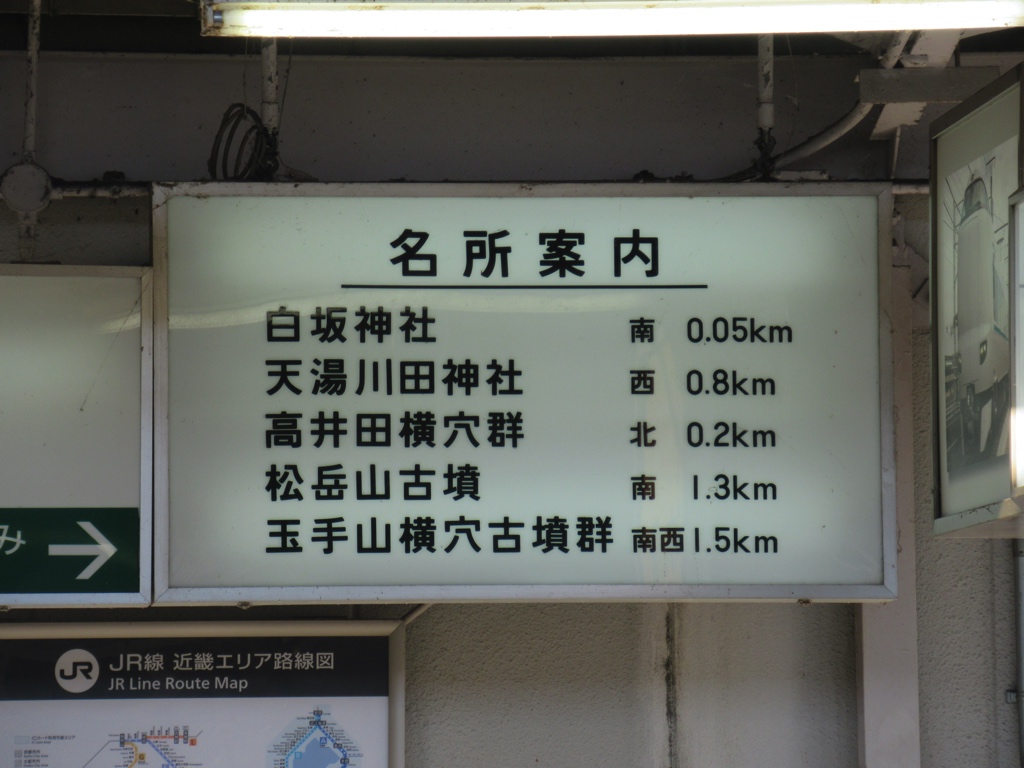 名所案内
白坂神社 南 0.05km
天湯川田神社 西 0.8km
高井田横穴群 北 0.2km
松岳山古墳 南 1.3km
玉手山横穴古墳群 南西 1.5km
み →
JR JR線 近畿エリア路線図
JR Line Route Map